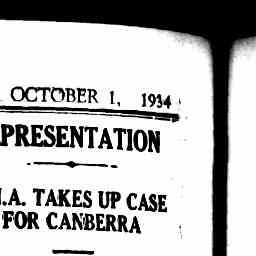 OCTOBER 1, 1934
PRESENTATION
.A. TAKES UP CASE
FOR CANBERRA